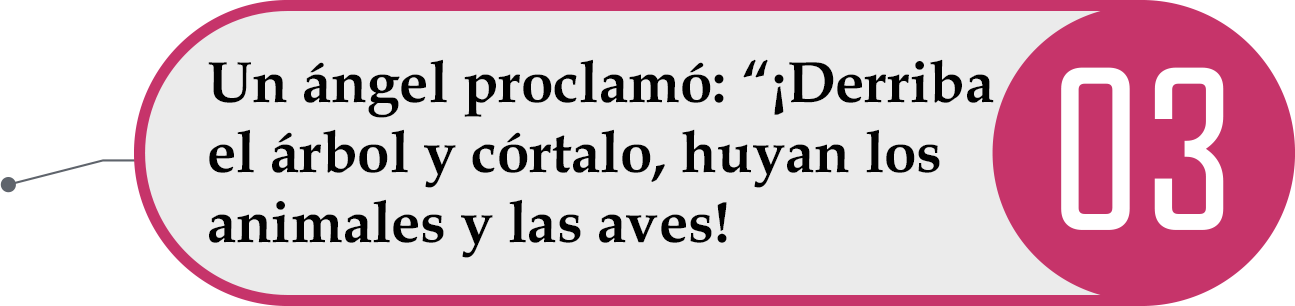 Un ángel proclamó: “¡Derriba
el árbol y córtalo, huyan los
animales y las aves!
03